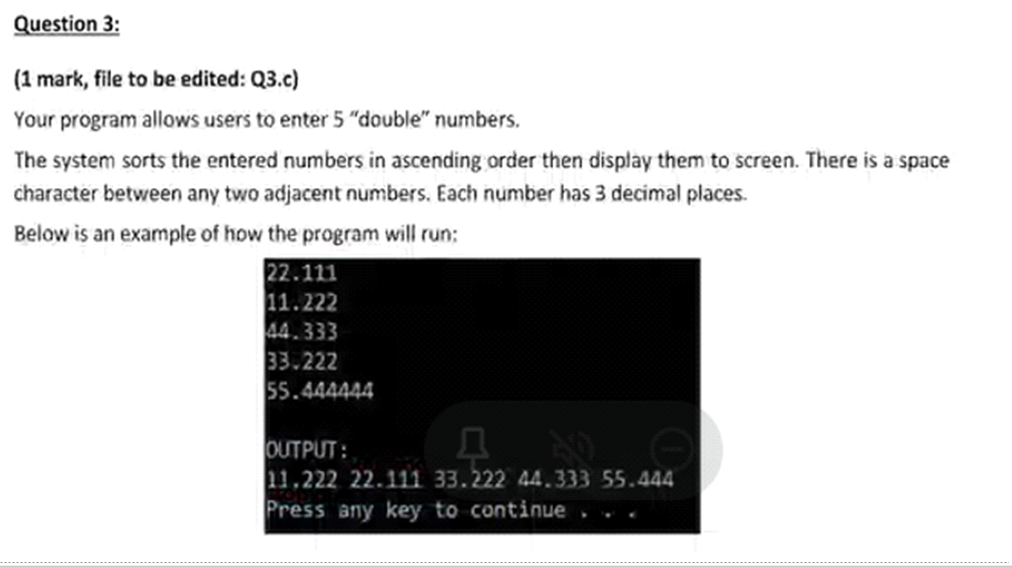 Question 3:
(1 mark, file to be edited: Q3.c)
Your program allows users to enter 5 “double” numbers.
The system sorts the entered numbers in ascending order then display them to screen. There is a space
character between any two adjacent numbers. Each number has 3 decimal places.
Below is an example of how the program will run:
22.111
11.222
44.333
33.222
55.444444
OUTPUT:
11.222 22.111 33.222 44.333 55.444
Press any key to continue . . .